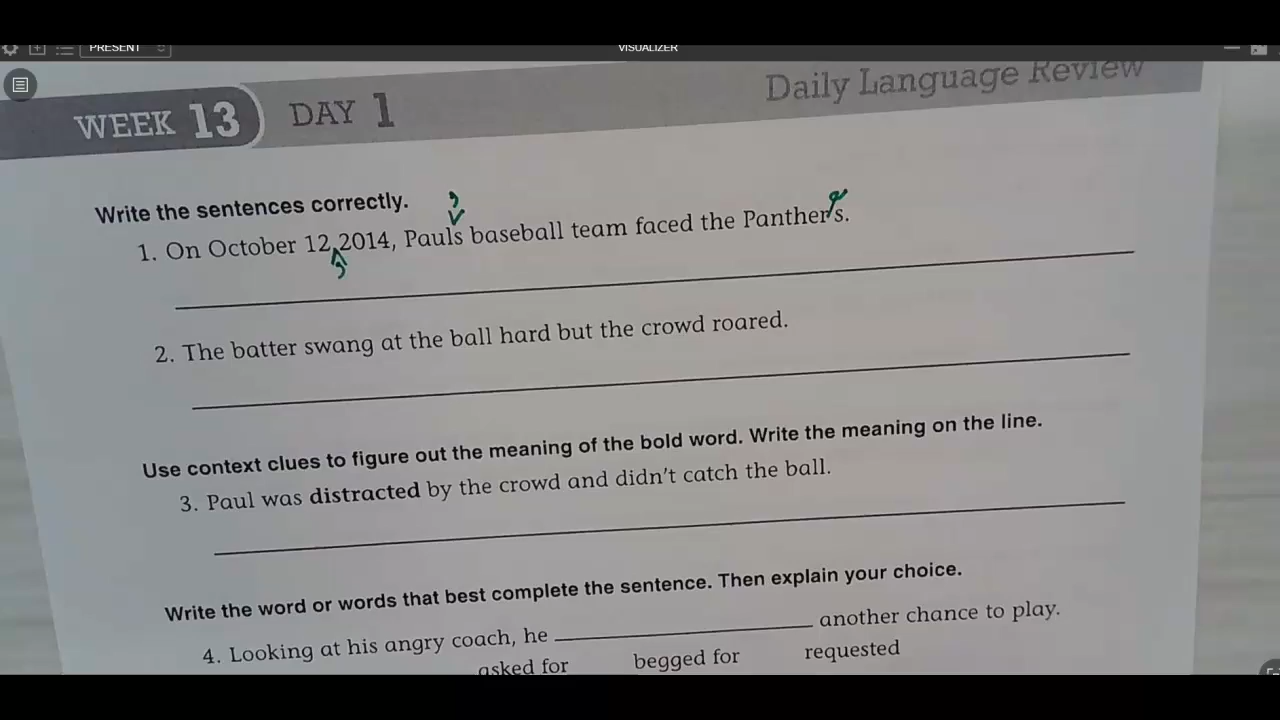 PRESENT
VISUALIZER
WEEK 13 DAY 1 Daily Language Review
Write the sentences correctly.
1. On October 12,2014, Paul's baseball team faced the Panther's.
2. The batter swang at the ball hard but the crowd roared.
Use context clues to figure out the meaning of the bold word. Write the meaning on the line.
3. Paul was distracted by the crowd and didn't catch the ball.
Write the word or words that best complete the sentence. Then explain your choice.
4. Looking at his angry coach, he ______ another chance to play.
asked for begged for requested